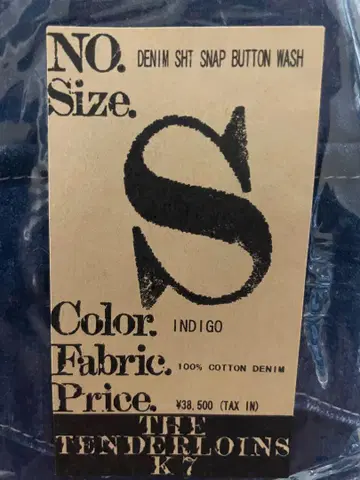 NO. DENIM SHT SNAP BUTTON WASH
Size.
S
Color. INDIGO
Fabric. 100% COTTON DENIM
Price. ¥38,500 (TAX IN)
THE
TENDERLOINS
K7